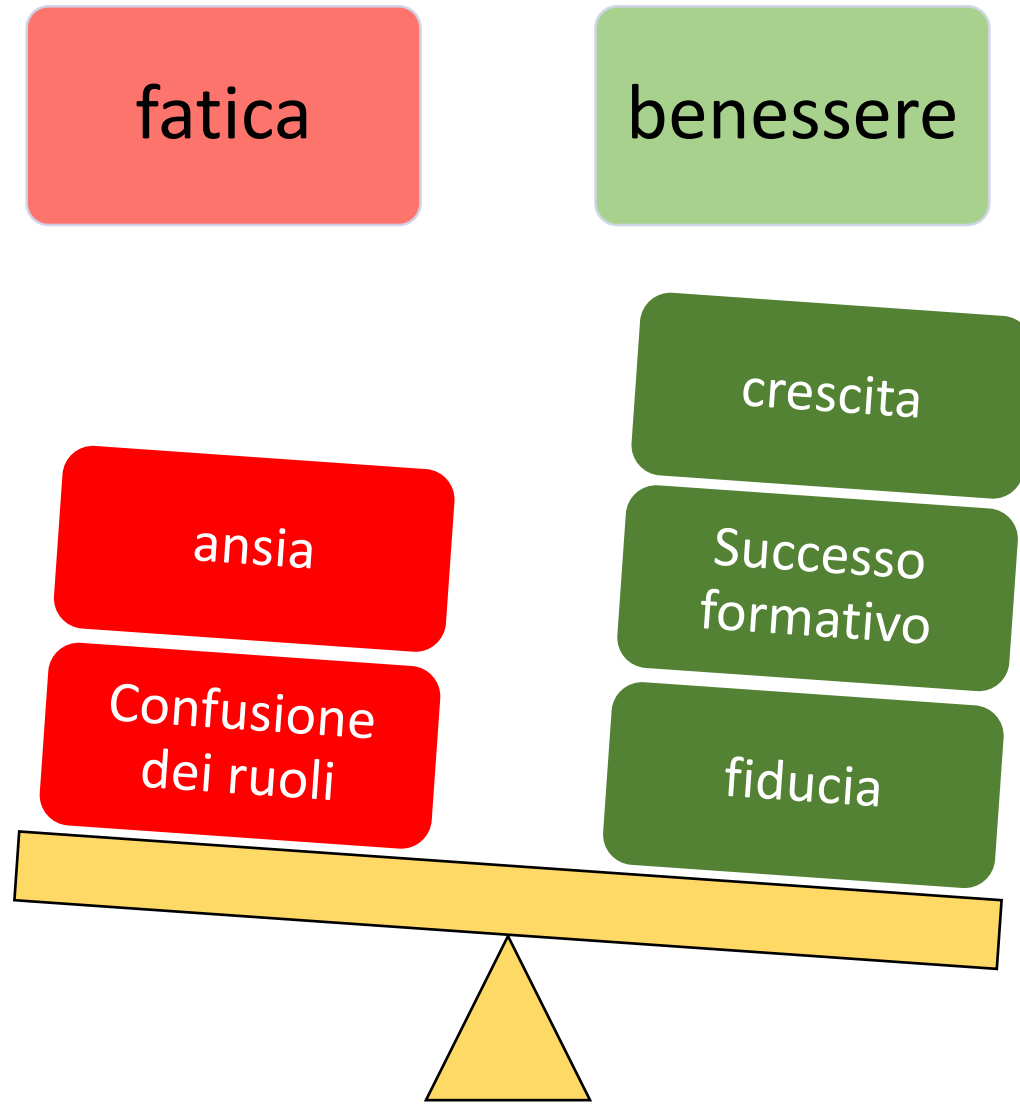 fatica
benessere
crescita
ansia
Successo
formativo
Confusione
dei ruoli
fiducia